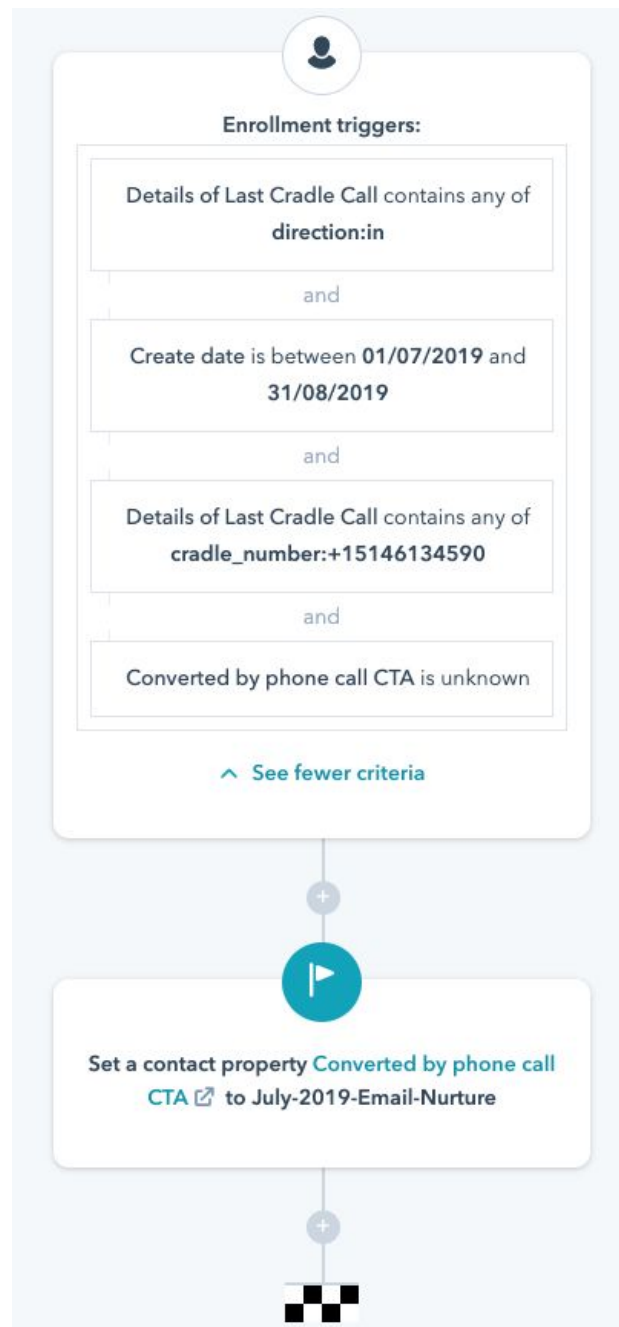 Enrollment triggers:
Details of Last Cradle Call contains any of
direction:in
and
Create date is between 01/07/2019 and
31/08/2019
and
Details of Last Cradle Call contains any of
cradle_number:+15146134590
and
Converted by phone call CTA is unknown
See fewer criteria
Set a contact property Converted by phone call
CTA to July-2019-Email-Nurture